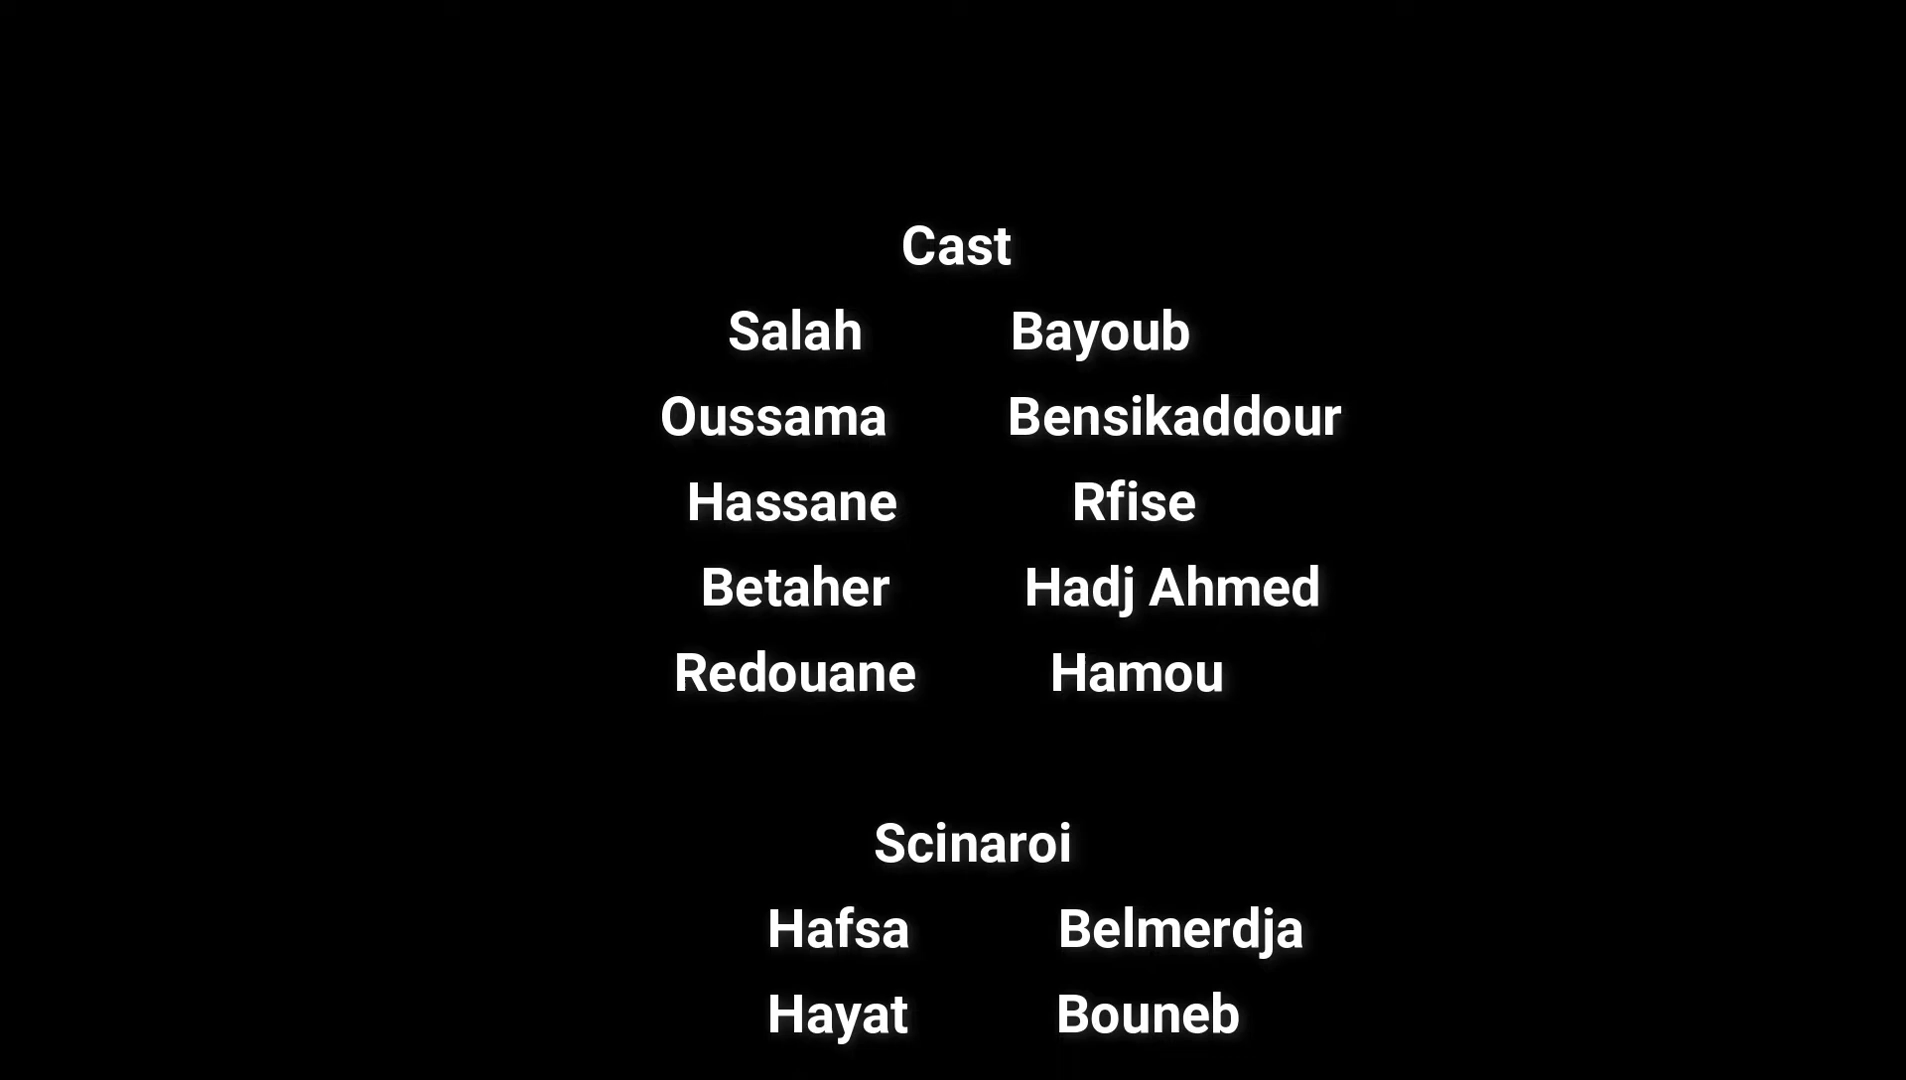 Cast
Salah Bayoub
Oussama Bensikaddour
Hassane Rfise
Betaher Hadj Ahmed
Redouane Hamou
Scinaroi
Hafsa Belmerdja
Hayat Bouneb